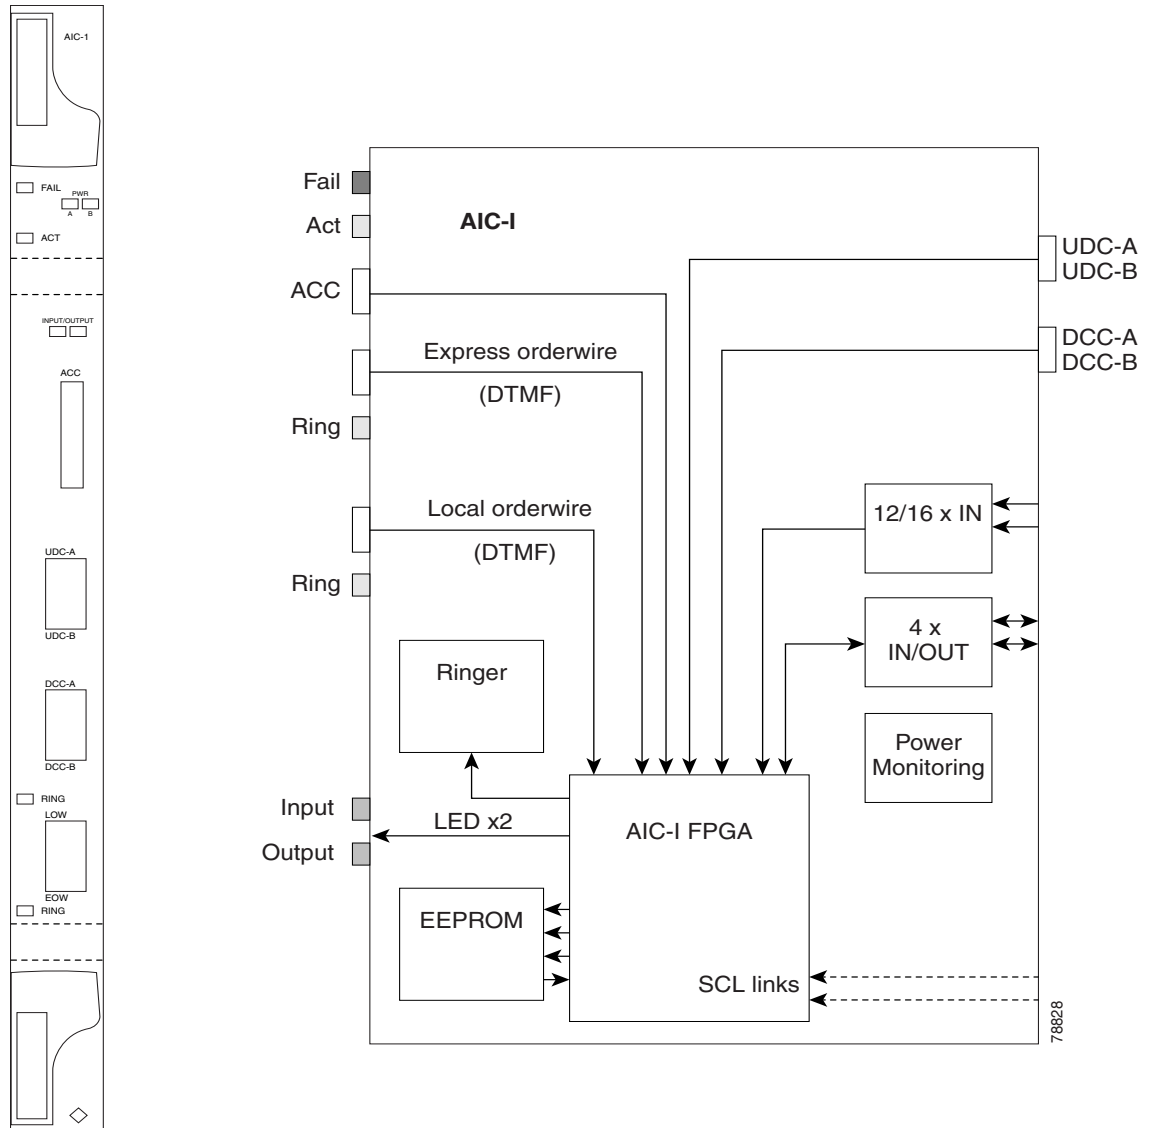 AIC-1
FAIL
PWR
A B
ACT
INPUT/OUTPUT
ACC
UDC-A
UDC-B
DCC-A
DCC-B
RING
LOW
EOW
RING
Fail
Act
AIC-I
ACC
Express orderwire
(DTMF)
Ring
Local orderwire
(DTMF)
Ring
Ringer
Input
LED x2
Output
EEPROM
AIC-I FPGA
SCL links
UDC-A
UDC-B
DCC-A
DCC-B
12/16 x IN
4 x
IN/OUT
Power
Monitoring
78828